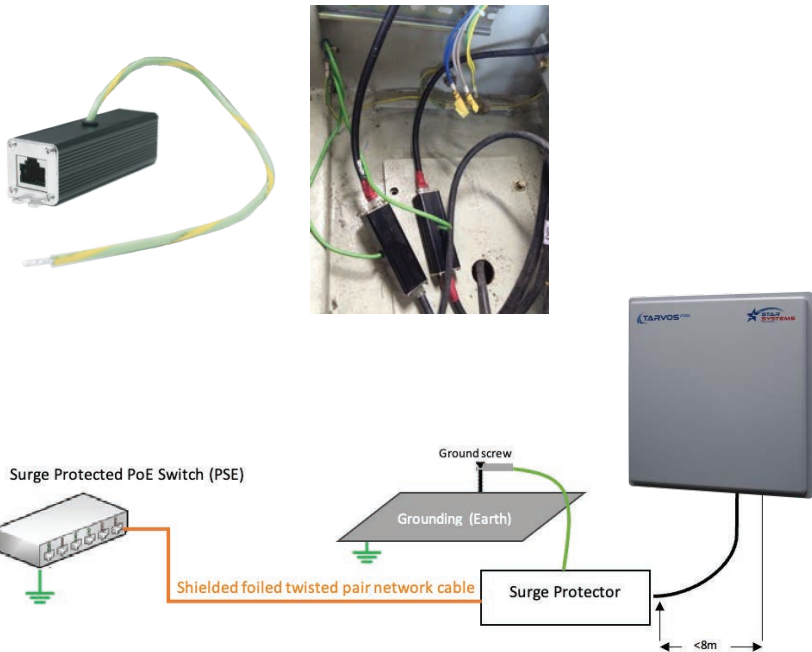 TARVOS
STAR
SYSTEMS
Ground screw
Surge Protected PoE Switch (PSE)
Grounding (Earth)
Shielded foiled twisted pair network cable
Surge Protector
<8m